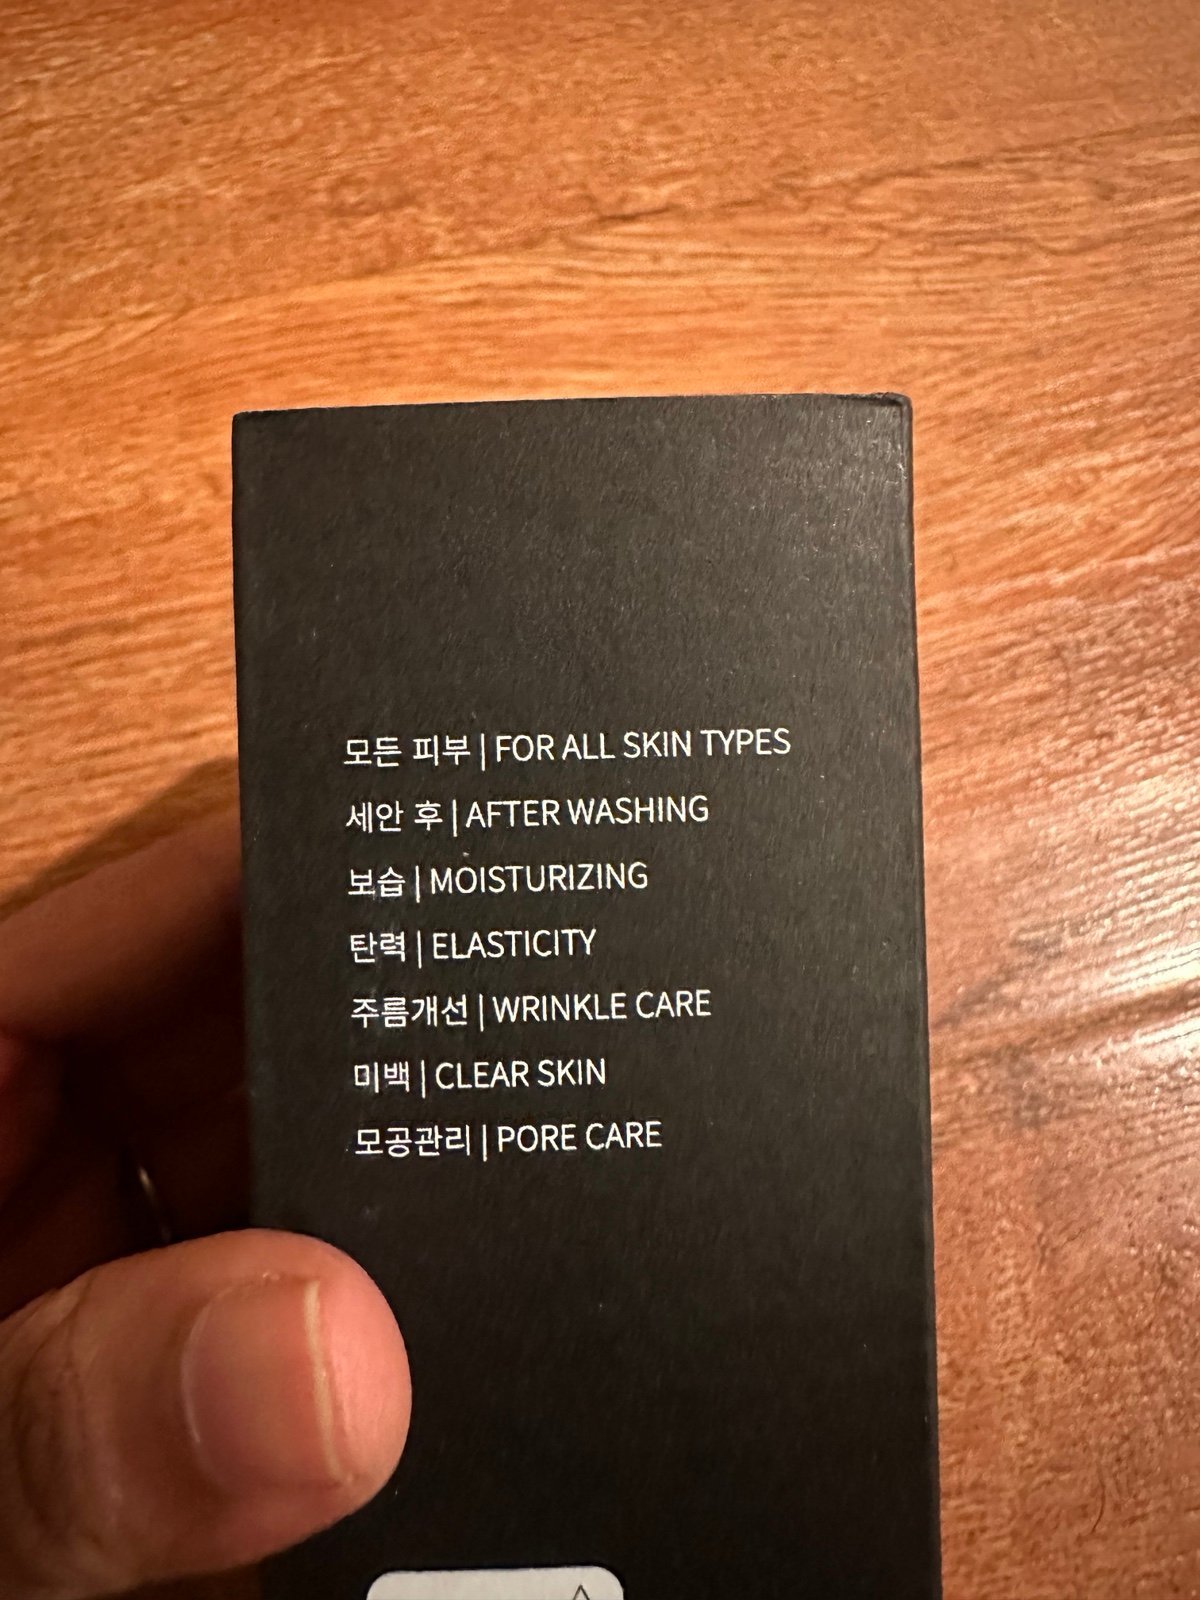 모든 피부 | FOR ALL SKIN TYPES
세안 후 | AFTER WASHING
보습 | MOISTURIZING
탄력 | ELASTICITY
주름개선 | WRINKLE CARE
미백 | CLEAR SKIN
모공관리 | PORE CARE